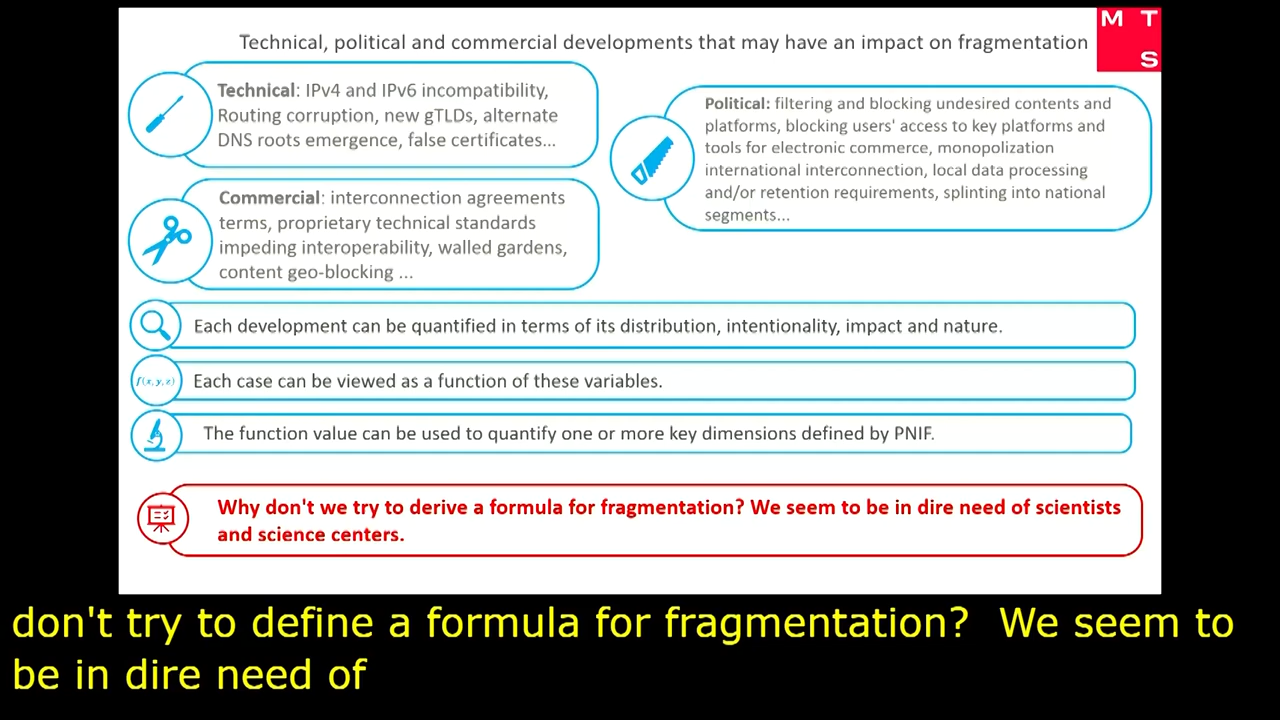 Technical, political and commercial developments that may have an impact on fragmentation
M T
S
Technical: IPv4 and IPv6 incompatibility,
Routing corruption, new gTLDs, alternate
DNS roots emergence, false certificates...
Political: filtering and blocking undesired contents and
platforms, blocking users' access to key platforms and
tools for electronic commerce, monopolization
international interconnection, local data processing
and/or retention requirements, splinting into national
segments...
Commercial: interconnection agreements
terms, proprietary technical standards
impeding interoperability, walled gardens,
content geo-blocking ...
Each development can be quantified in terms of its distribution, intentionality, impact and nature.
f(x, y, z)
Each case can be viewed as a function of these variables.
The function value can be used to quantify one or more key dimensions defined by PNIF.
Why don't we try to derive a formula for fragmentation? We seem to be in dire need of scientists
and science centers.
don't try to define a formula for fragmentation?  We seem to
be in dire need of